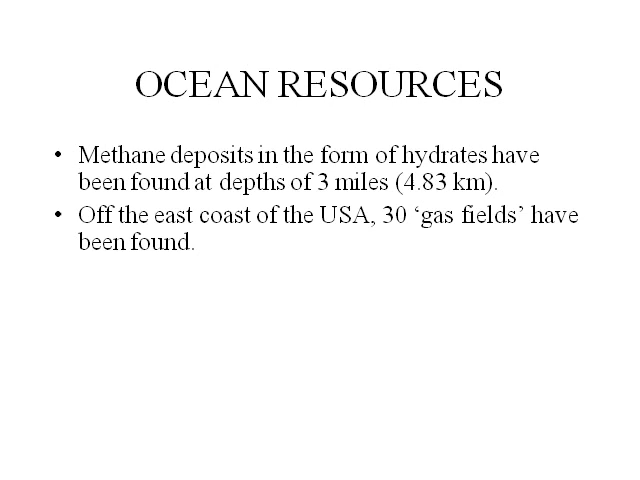 OCEAN RESOURCES
• Methane deposits in the form of hydrates have
been found at depths of 3 miles (4.83 km).
• Off the east coast of the USA, 30 ‘gas fields’ have
been found.